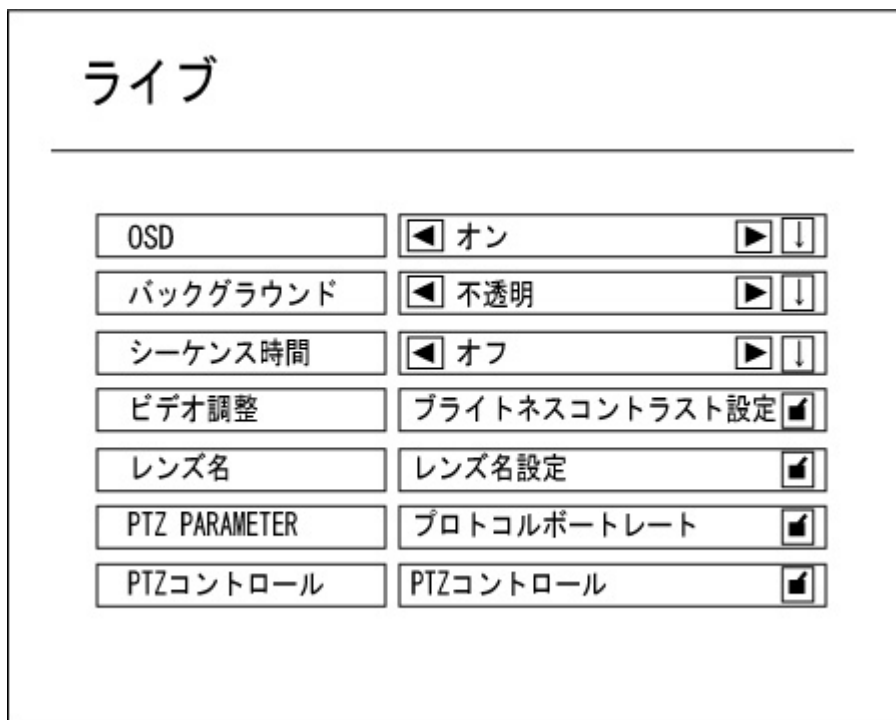 ライブ
OSD オン ↓
バックグラウンド 不透明 ↓
シーケンス時間 オフ ↓
ビデオ調整 ブライトネスコントラスト設定
レンズ名 レンズ名設定
PTZ PARAMETER プロトコルボートレート
PTZコントロール PTZコントロール